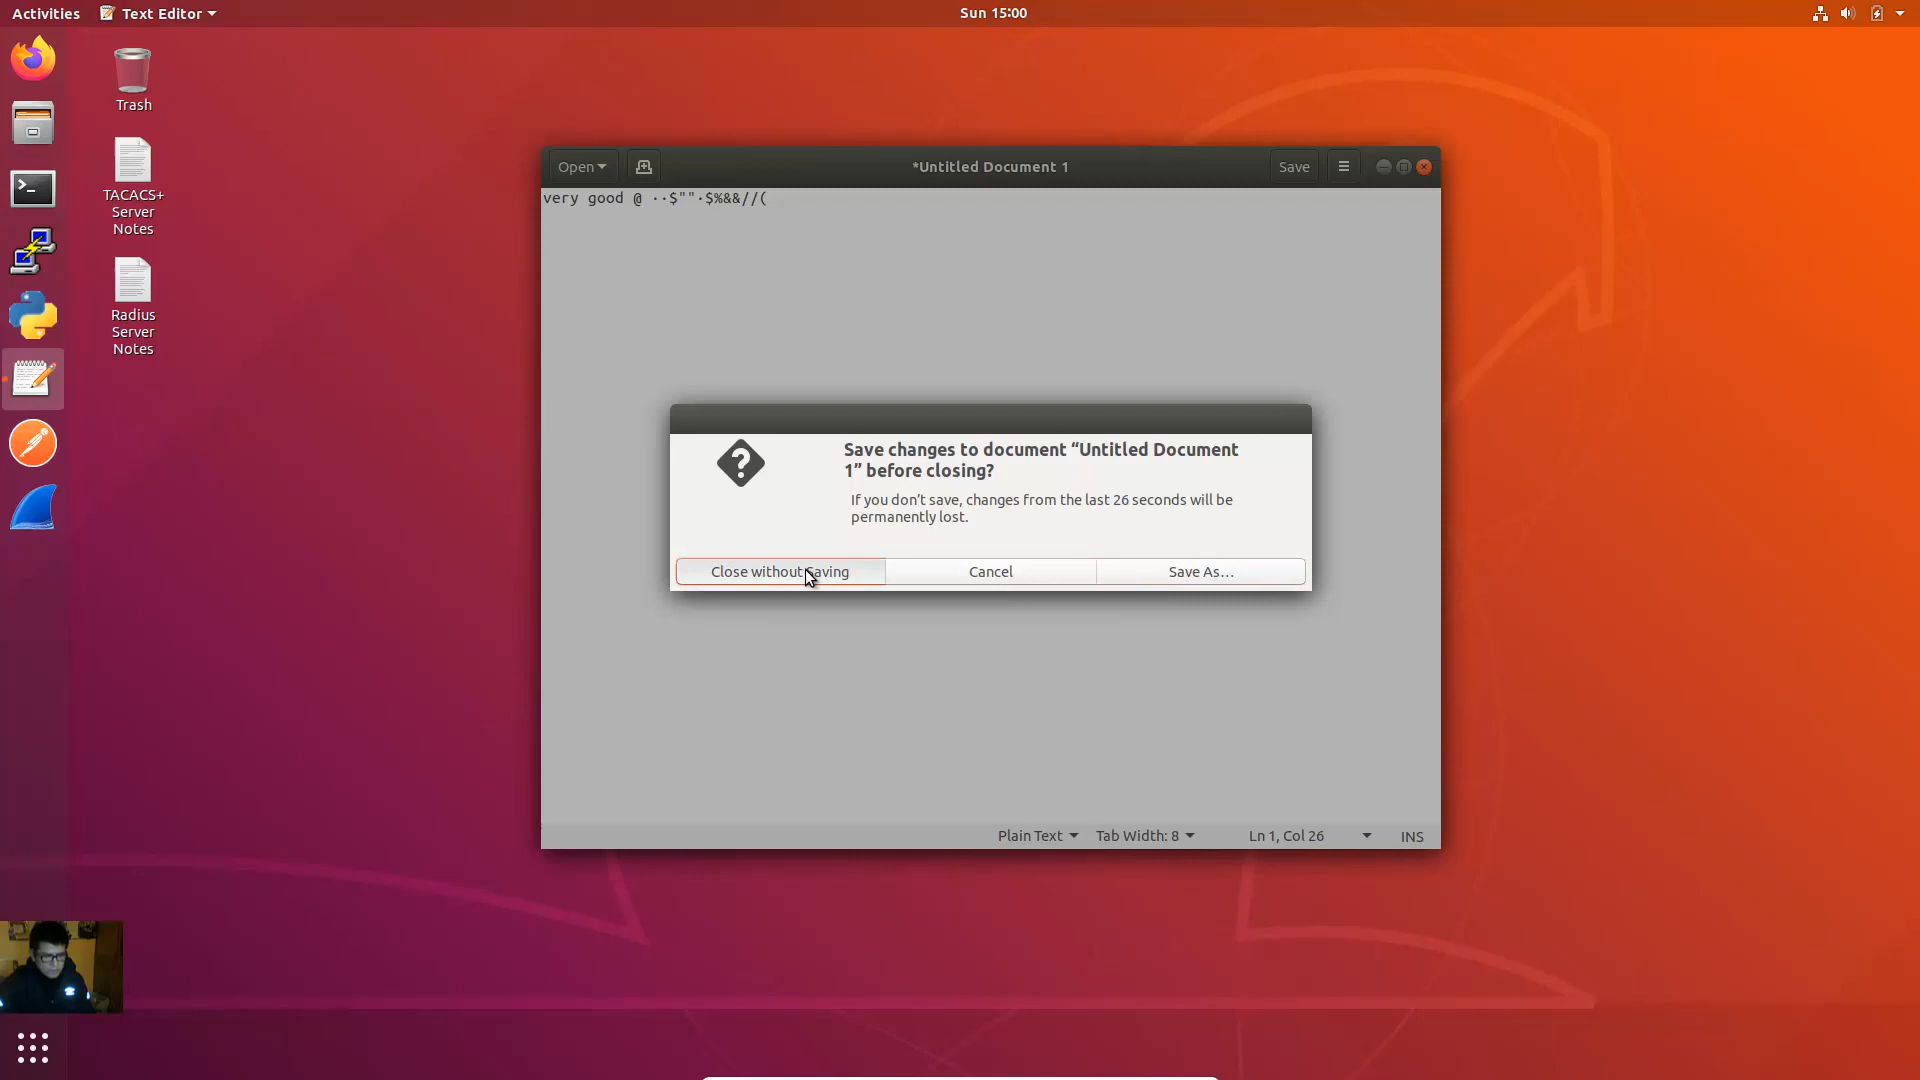 Activities Text Editor Sun 15:00
Trash
TACACS+
Server
Notes
Radius
Server
Notes
Open *Untitled Document 1 Save
very good @ ··$""·$%&&//(
Save changes to document “Untitled Document
1” before closing?
If you don’t save, changes from the last 26 seconds will be
permanently lost.
Close without Saving Cancel Save As…
Plain Text Tab Width: 8 Ln 1, Col 26 INS